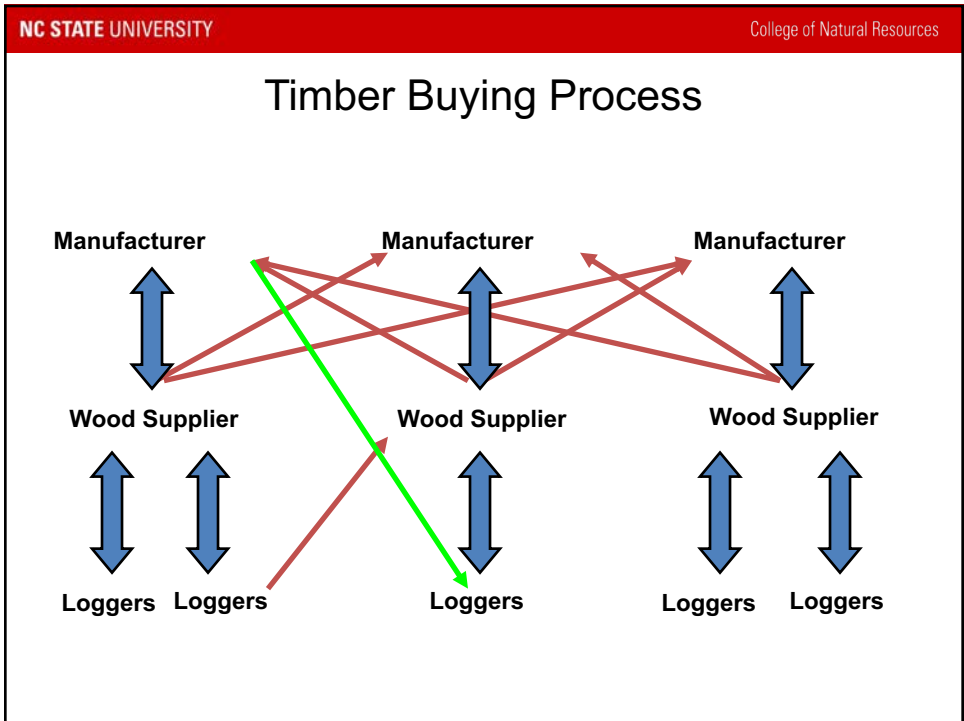 NC STATE UNIVERSITY College of Natural Resources
Timber Buying Process
Manufacturer Manufacturer Manufacturer
Wood Supplier Wood Supplier Wood Supplier
Loggers Loggers Loggers Loggers Loggers